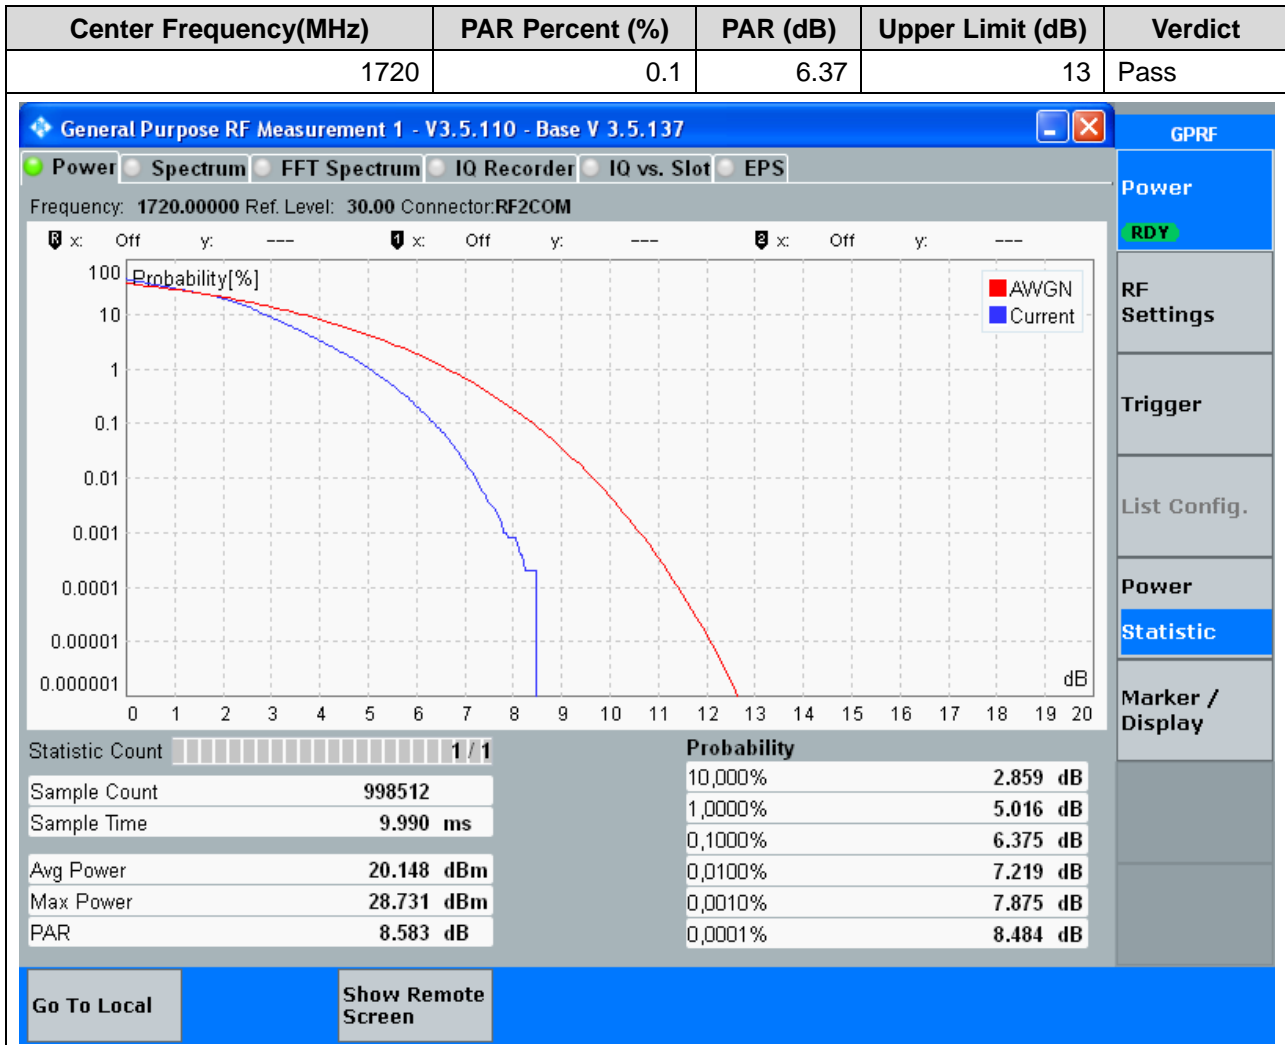 Center Frequency(MHz) PAR Percent (%) PAR (dB) Upper Limit (dB) Verdict
1720 0.1 6.37 13 Pass
General Purpose RF Measurement 1 - V3.5.110 - Base V 3.5.137
GPRF
Power Spectrum FFT Spectrum IQ Recorder IQ vs. Slot EPS
Frequency: 1720.00000 Ref. Level: 30.00 Connector:RF2COM
R x: Off y: --- 1 x: Off y: --- 2 x: Off y: ---
Probability[%]
AWGN
Current
100
10
1
0.1
0.01
0.001
0.0001
0.00001
0.000001
dB
0 1 2 3 4 5 6 7 8 9 10 11 12 13 14 15 16 17 18 19 20
Statistic Count 1 / 1
Sample Count 998512
Sample Time 9.990 ms
Avg Power 20.148 dBm
Max Power 28.731 dBm
PAR 8.583 dB
Probability
10,000% 2.859 dB
1,0000% 5.016 dB
0,1000% 6.375 dB
0,0100% 7.219 dB
0,0010% 7.875 dB
0,0001% 8.484 dB
Power
RDY
RF
Settings
Trigger
List Config.
Power
Statistic
Marker /
Display
Go To Local
Show Remote
Screen